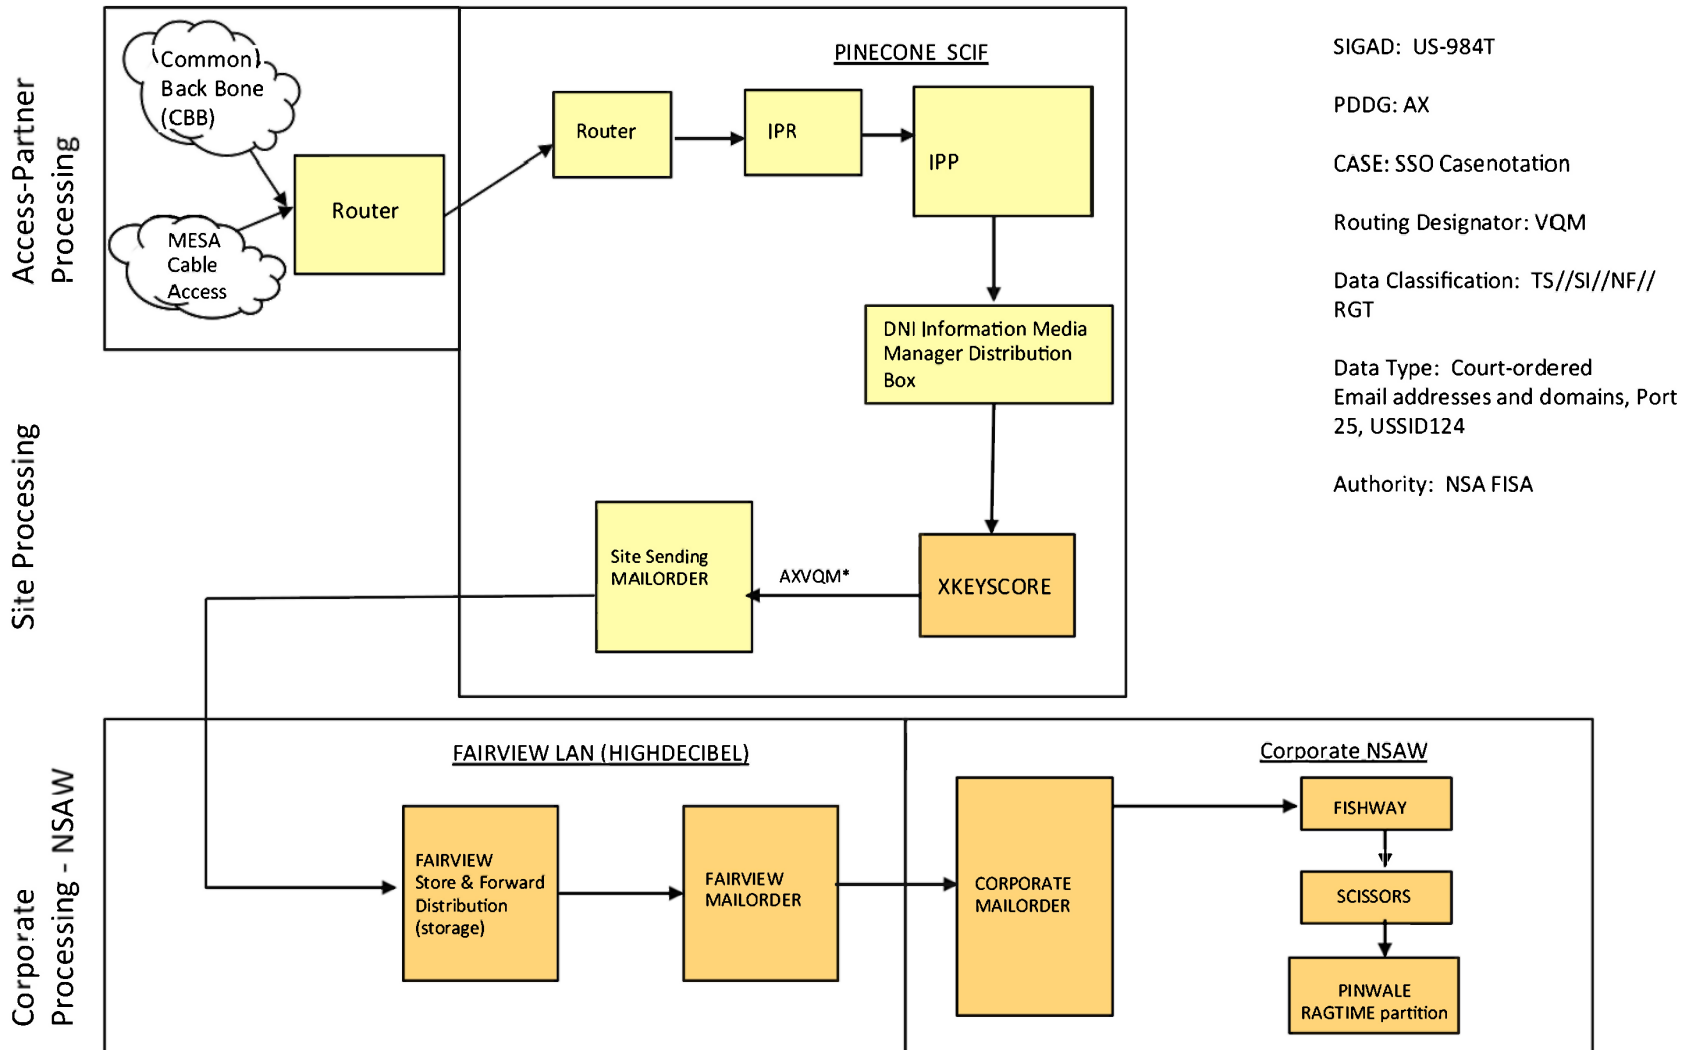 Access-Partner
Processing
Common
Back Bone
(CBB)
MESA
Cable
Access
Router
PINECONE SCIF
Router
IPR
IPP
DNI Information Media
Manager Distribution
Box
Site Processing
Site Sending
MAILORDER
AXVQM*
XKEYSCORE
SIGAD: US-984T
PDDG: AX
CASE: SSO Casenotation
Routing Designator: VQM
Data Classification: TS//SI//NF//
RGT
Data Type: Court-ordered
Email addresses and domains, Port
25, USSID124
Authority: NSA FISA
Corporate
Processing - NSAW
FAIRVIEW LAN (HIGHDECIBEL)
FAIRVIEW
Store & Forward
Distribution
(storage)
FAIRVIEW
MAILORDER
Corporate NSAW
CORPORATE
MAILORDER
FISHWAY
SCISSORS
PINWALE
RAGTIME partition